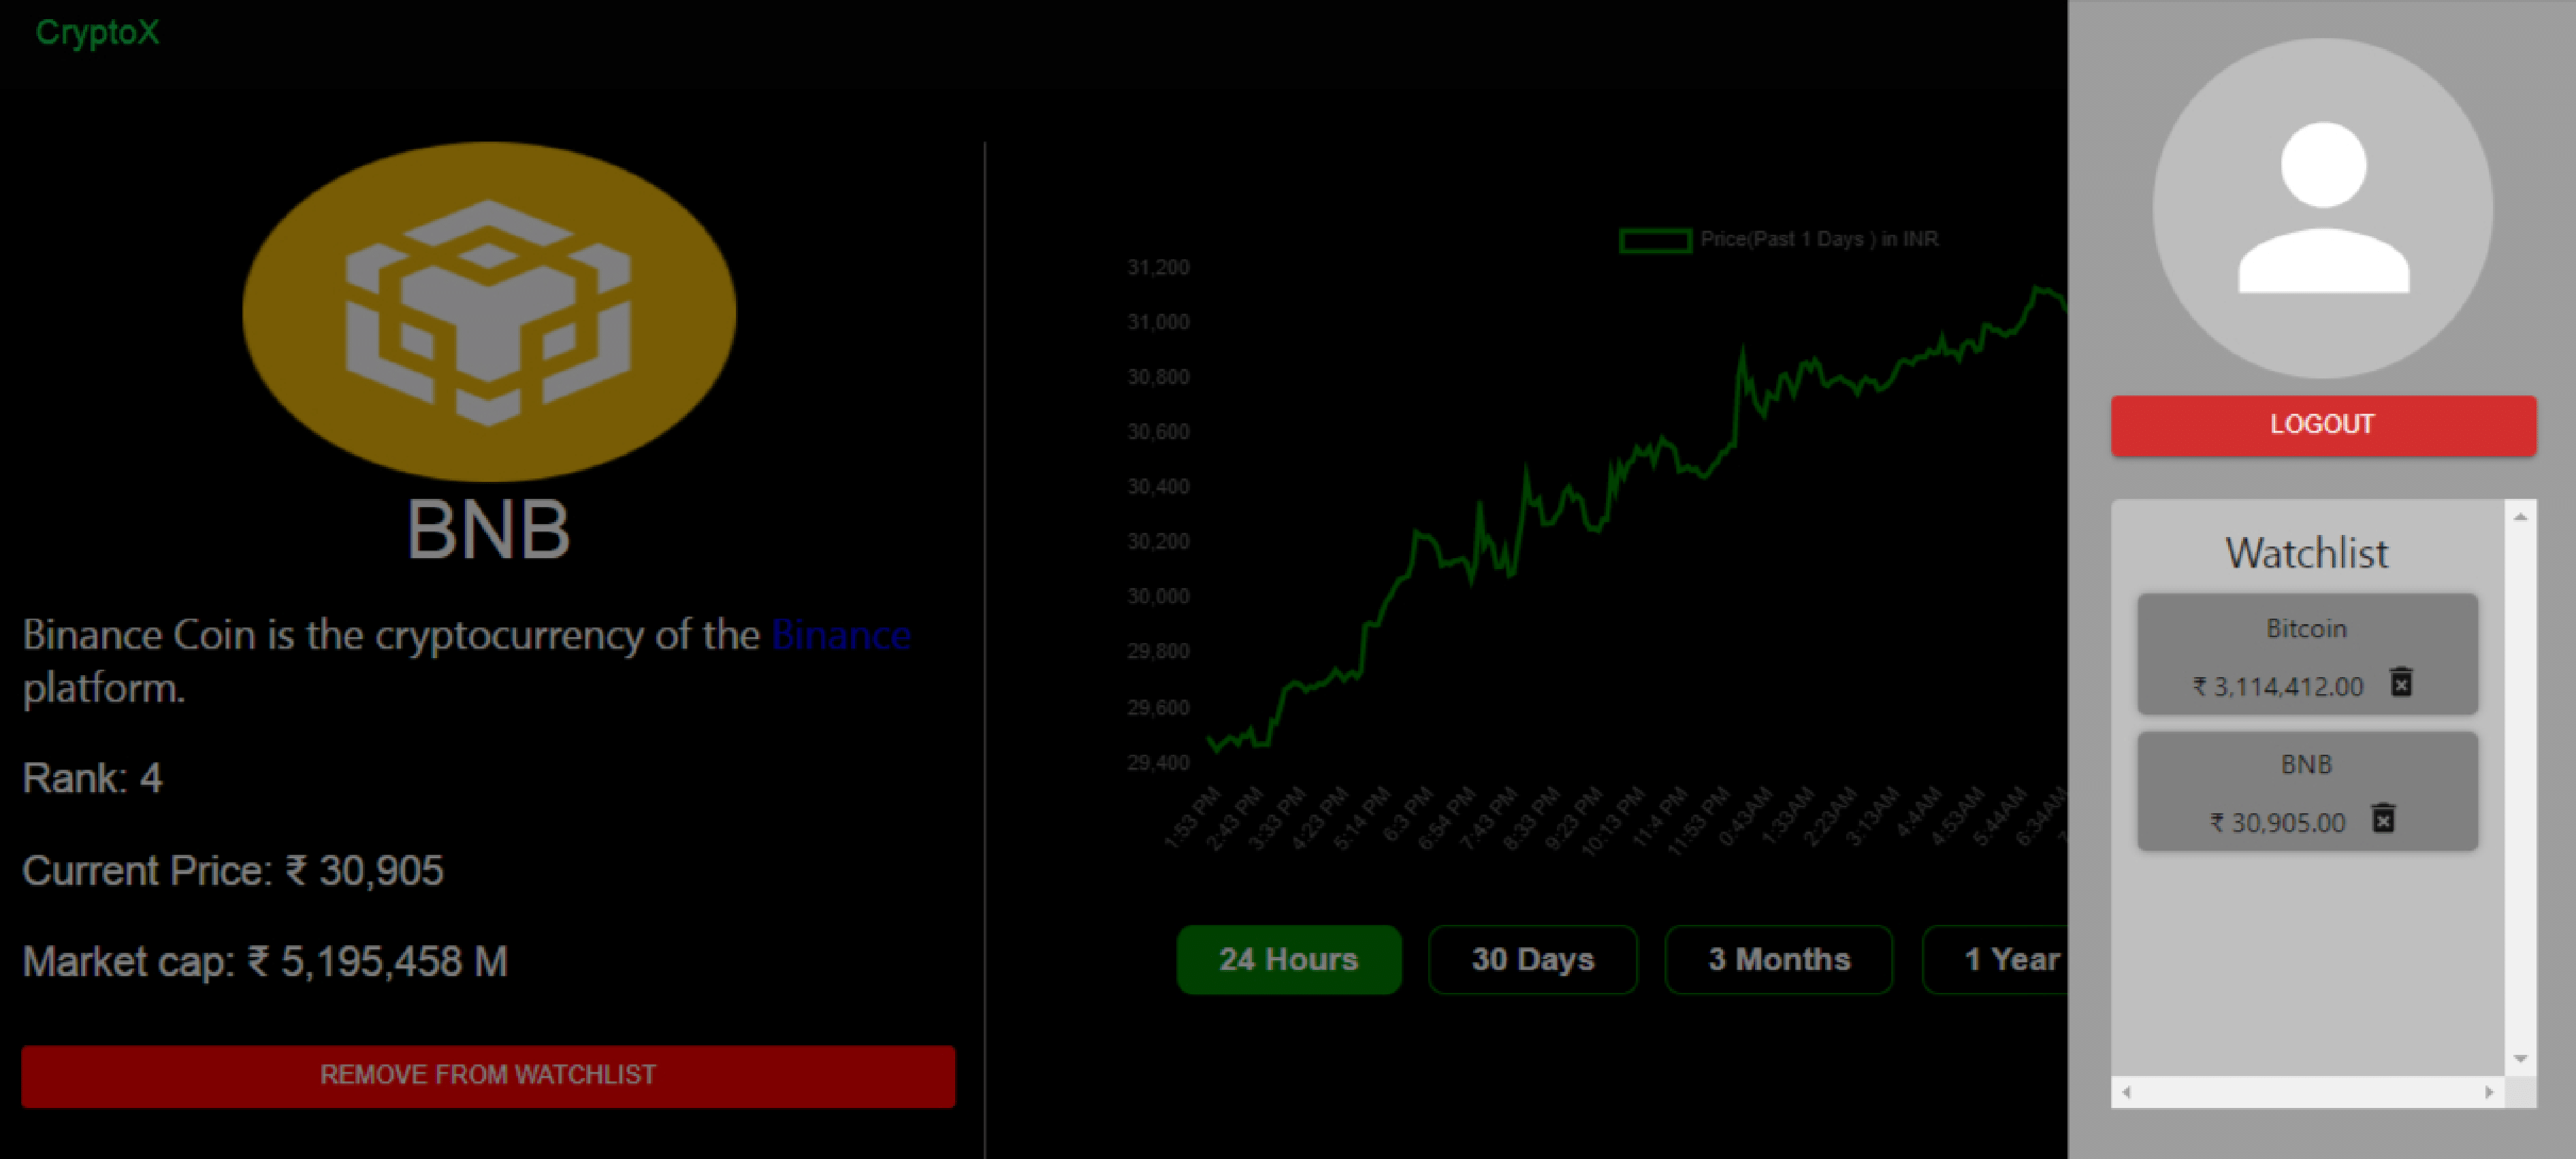 CryptoX
BNB
Binance Coin is the cryptocurrency of the Binance
platform.
Rank: 4
Current Price: ₹ 30,905
Market cap: ₹ 5,195,458 M
REMOVE FROM WATCHLIST
Price(Past 1 Days ) in INR
31,200
31,000
30,800
30,600
30,400
30,200
30,000
29,800
29,600
29,400
1:53 PM
2:43 PM
3:33 PM
4:23 PM
5:14 PM
6:3 PM
6:54 PM
7:43 PM
8:33 PM
9:23 PM
10:13 PM
11:4 PM
11:53 PM
0:43AM
1:33AM
2:23AM
3:13AM
4:4AM
4:53AM
5:44AM
6:34AM
24 Hours
30 Days
3 Months
1 Year
LOGOUT
Watchlist
Bitcoin
₹ 3,114,412.00
BNB
₹ 30,905.00